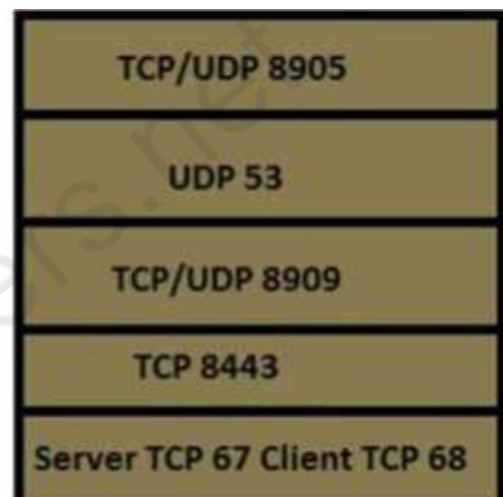 TCP/UDP 8905
UDP 53
TCP/UDP 8909
TCP 8443
Server TCP 67 Client TCP 68